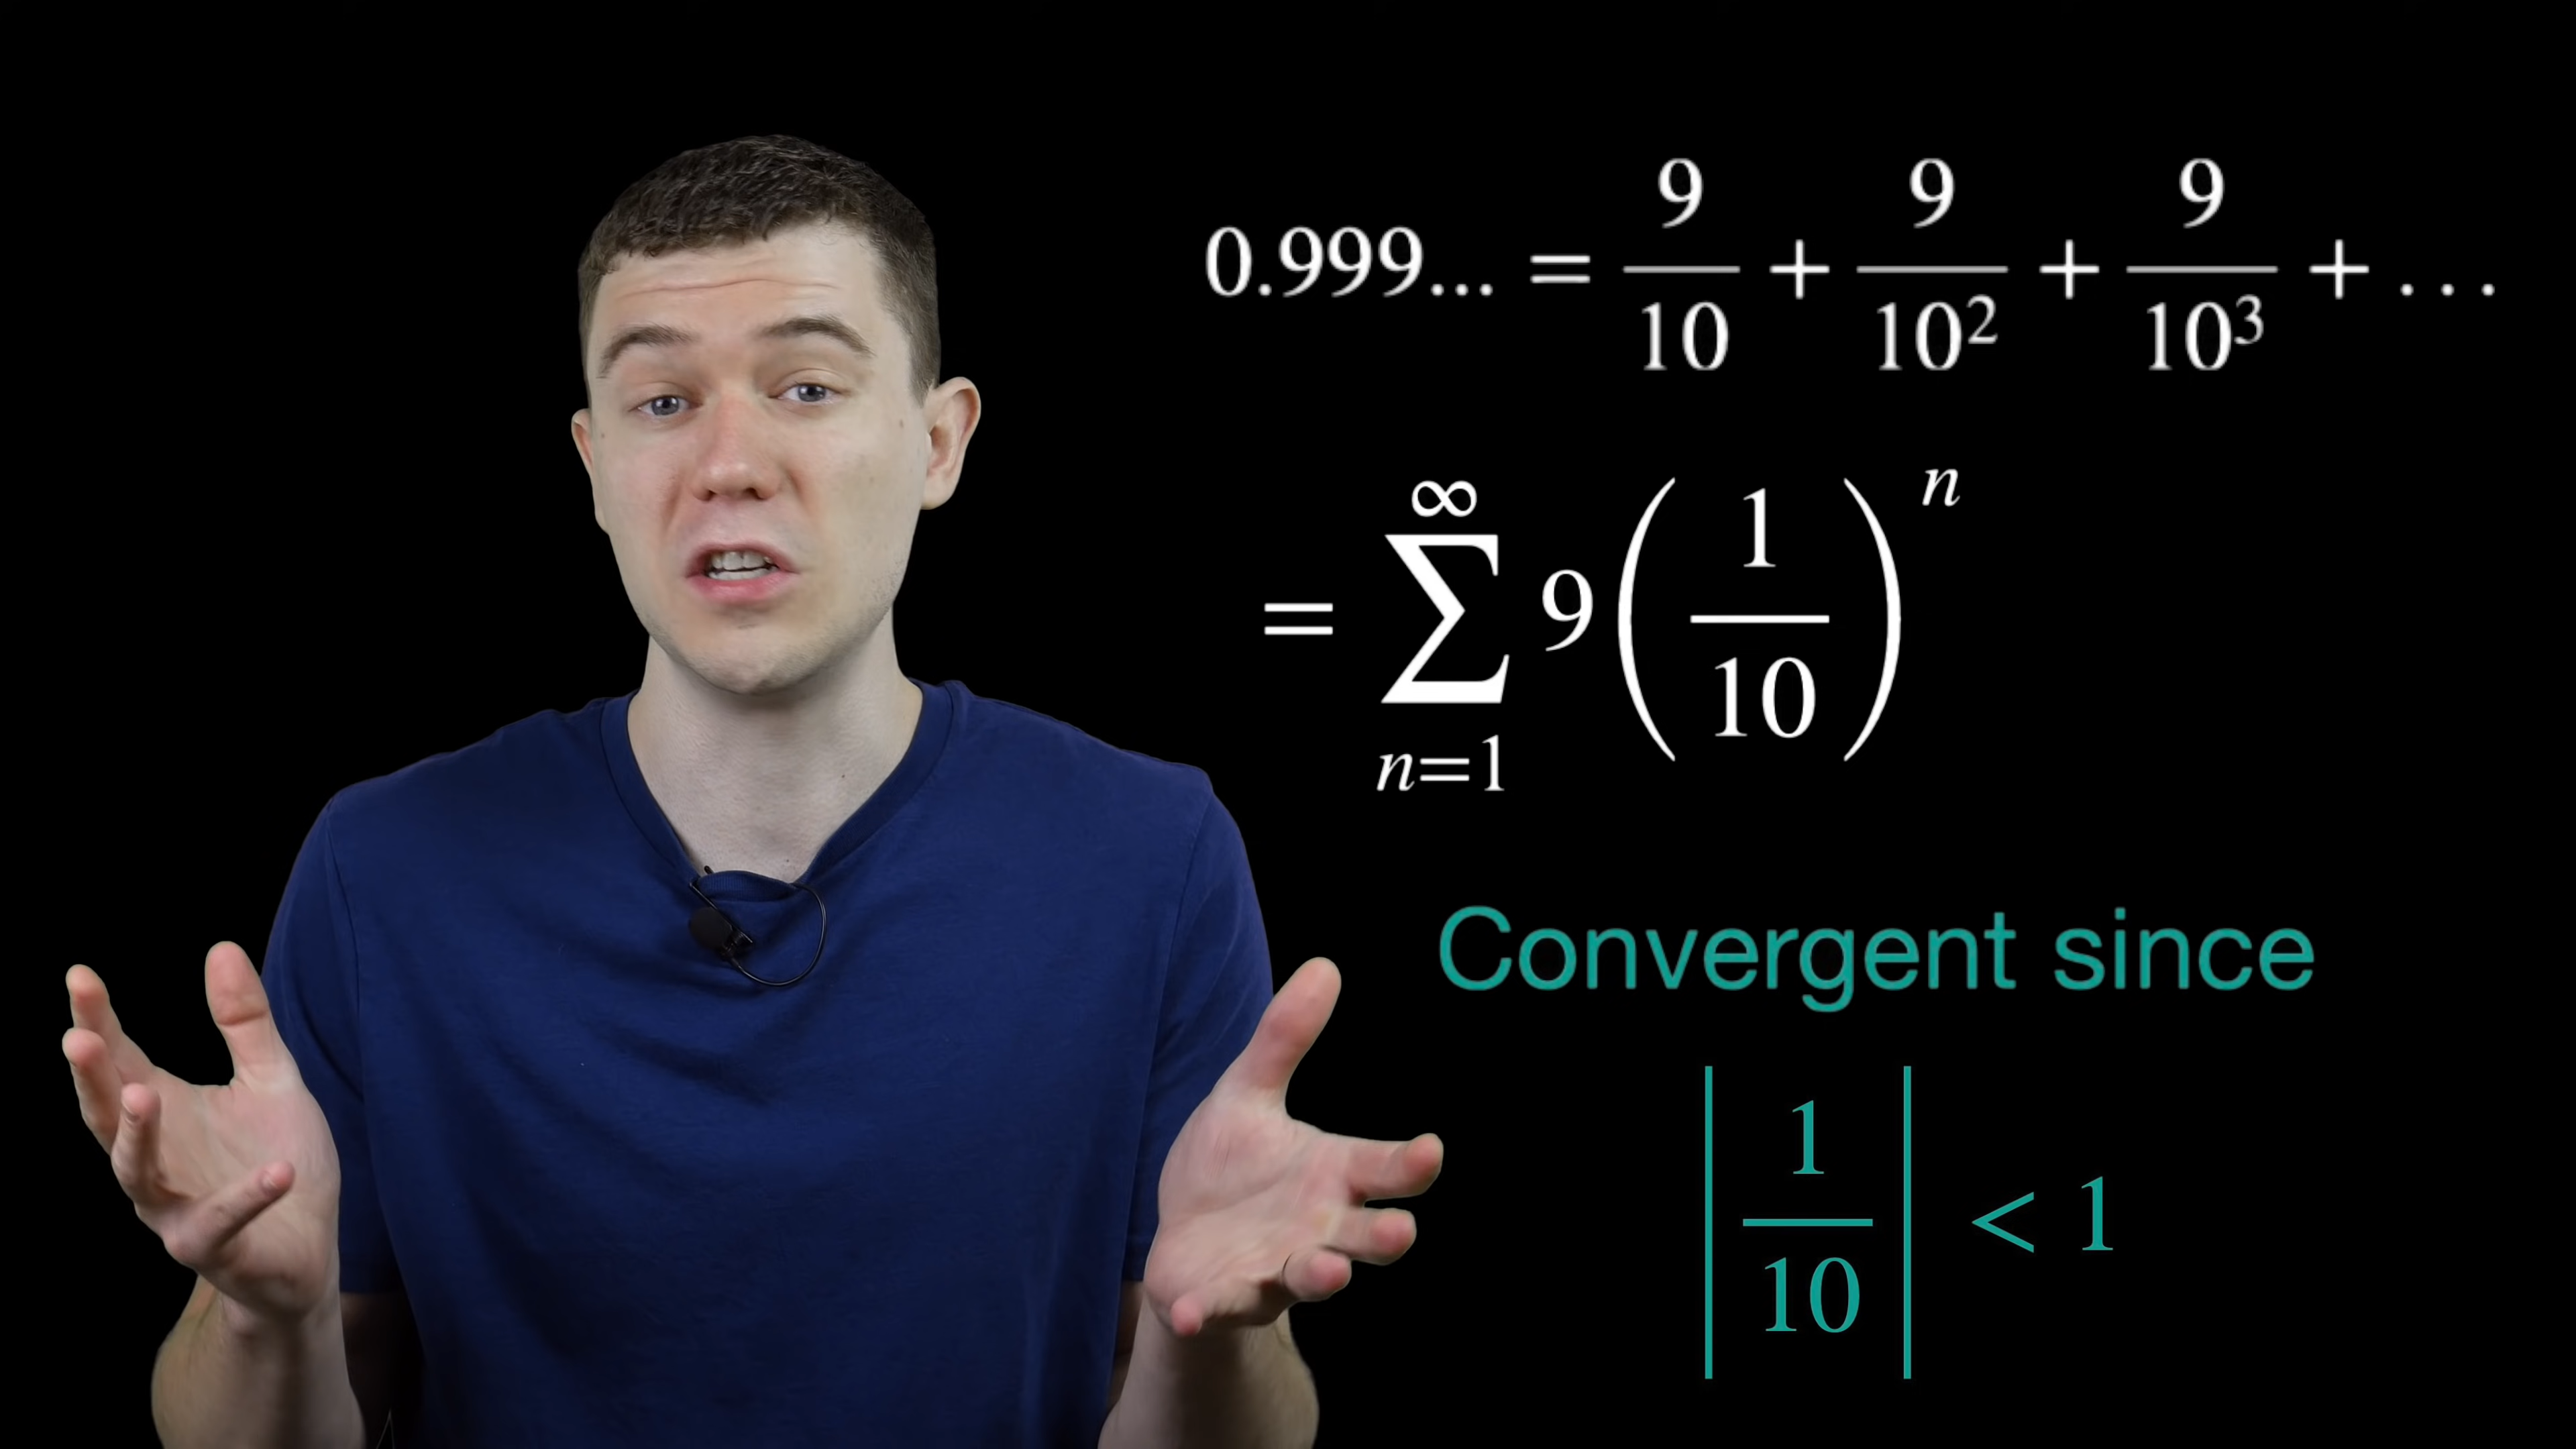 0.999... = 9/10 + 9/10² + 9/10³ + ...
= ∑_{n=1}^{∞} 9(1/10)ⁿ
Convergent since
|1/10| < 1